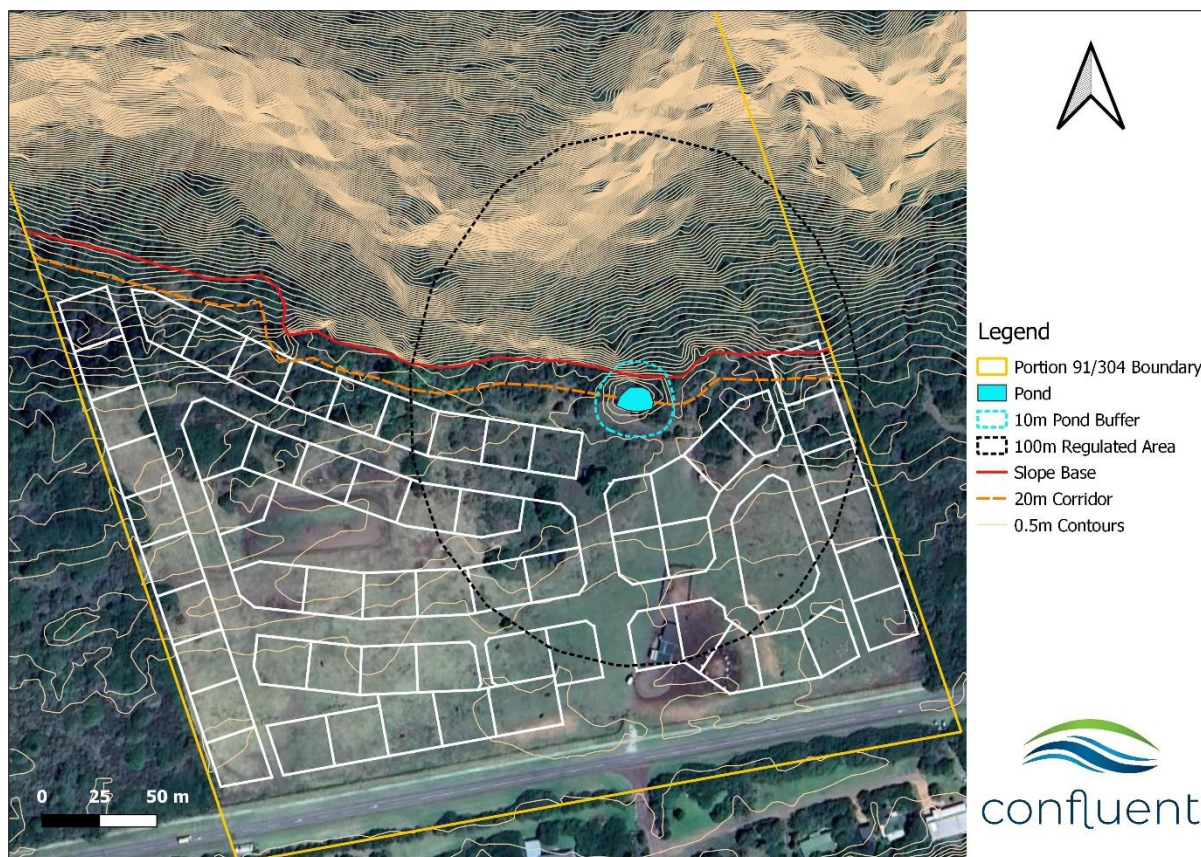 Legend
Portion 91/304 Boundary
Pond
10m Pond Buffer
100m Regulated Area
Slope Base
20m Corridor
0.5m Contours
0 25 50 m
confluent